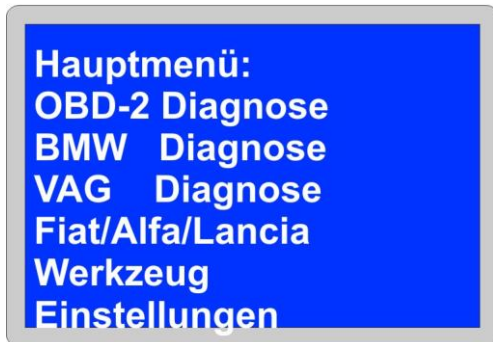 Hauptmenü:
OBD-2 Diagnose
BMW Diagnose
VAG Diagnose
Fiat/Alfa/Lancia
Werkzeug
Einstellungen